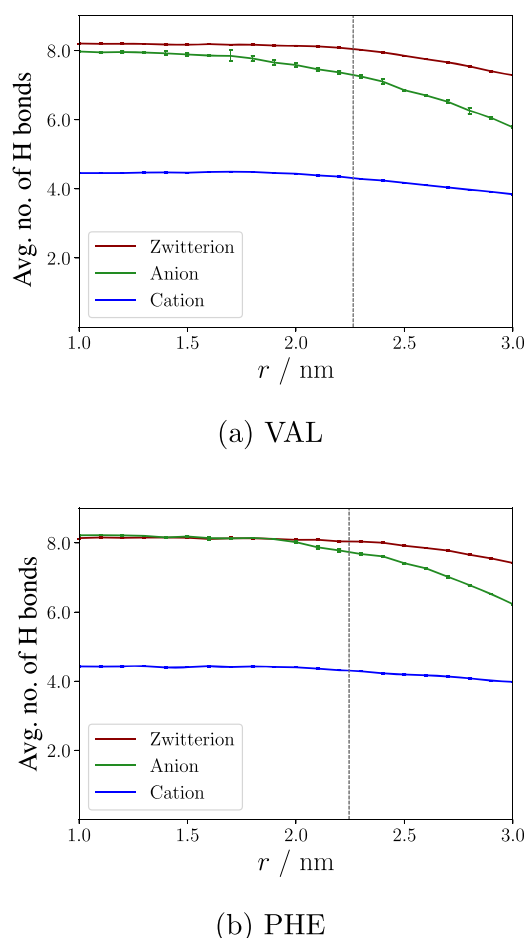 8.0
6.0
4.0
2.0
Avg. no. of H bonds
Zwitterion
Anion
Cation
1.0 1.5 2.0 2.5 3.0
r / nm
(a) VAL
8.0
6.0
4.0
2.0
Avg. no. of H bonds
Zwitterion
Anion
Cation
1.0 1.5 2.0 2.5 3.0
r / nm
(b) PHE